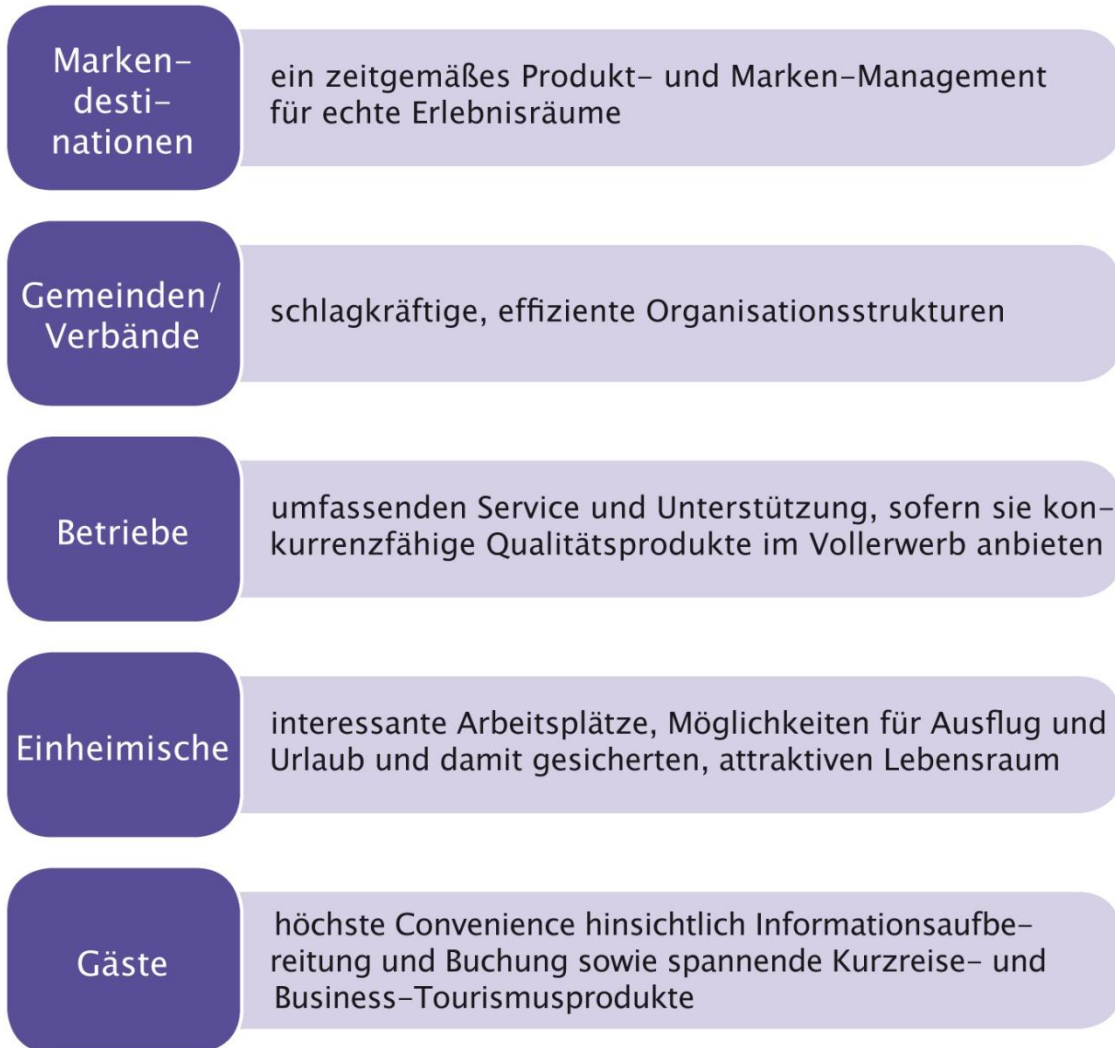 Marken-
desti-
nationen
ein zeitgemäßes Produkt- und Marken-Management
für echte Erlebnisräume
Gemeinden/
Verbände
schlagkräftige, effiziente Organisationsstrukturen
Betriebe
umfassenden Service und Unterstützung, sofern sie kon-
kurrenzfähige Qualitätsprodukte im Vollerwerb anbieten
Einheimische
interessante Arbeitsplätze, Möglichkeiten für Ausflug und
Urlaub und damit gesicherten, attraktiven Lebensraum
Gäste
höchste Convenience hinsichtlich Informationsaufbe-
reitung und Buchung sowie spannende Kurzreise- und
Business-Tourismusprodukte